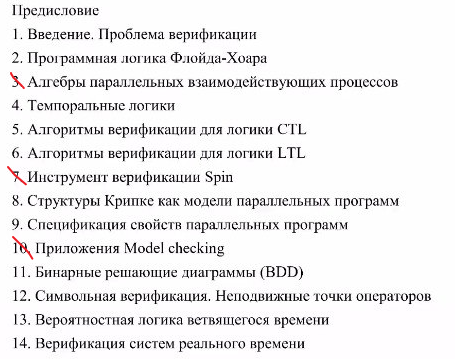 Предисловие
1. Введение. Проблема верификации
2. Программная логика Флойда-Хоара
3. Алгебры параллельных взаимодействующих процессов
4. Темпоральные логики
5. Алгоритмы верификации для логики CTL
6. Алгоритмы верификации для логики LTL
7. Инструмент верификации Spin
8. Структуры Крипке как модели параллельных программ
9. Спецификация свойств параллельных программ
10. Приложения Model checking
11. Бинарные решающие диаграммы (BDD)
12. Символьная верификация. Неподвижные точки операторов
13. Вероятностная логика ветвящегося времени
14. Верификация систем реального времени